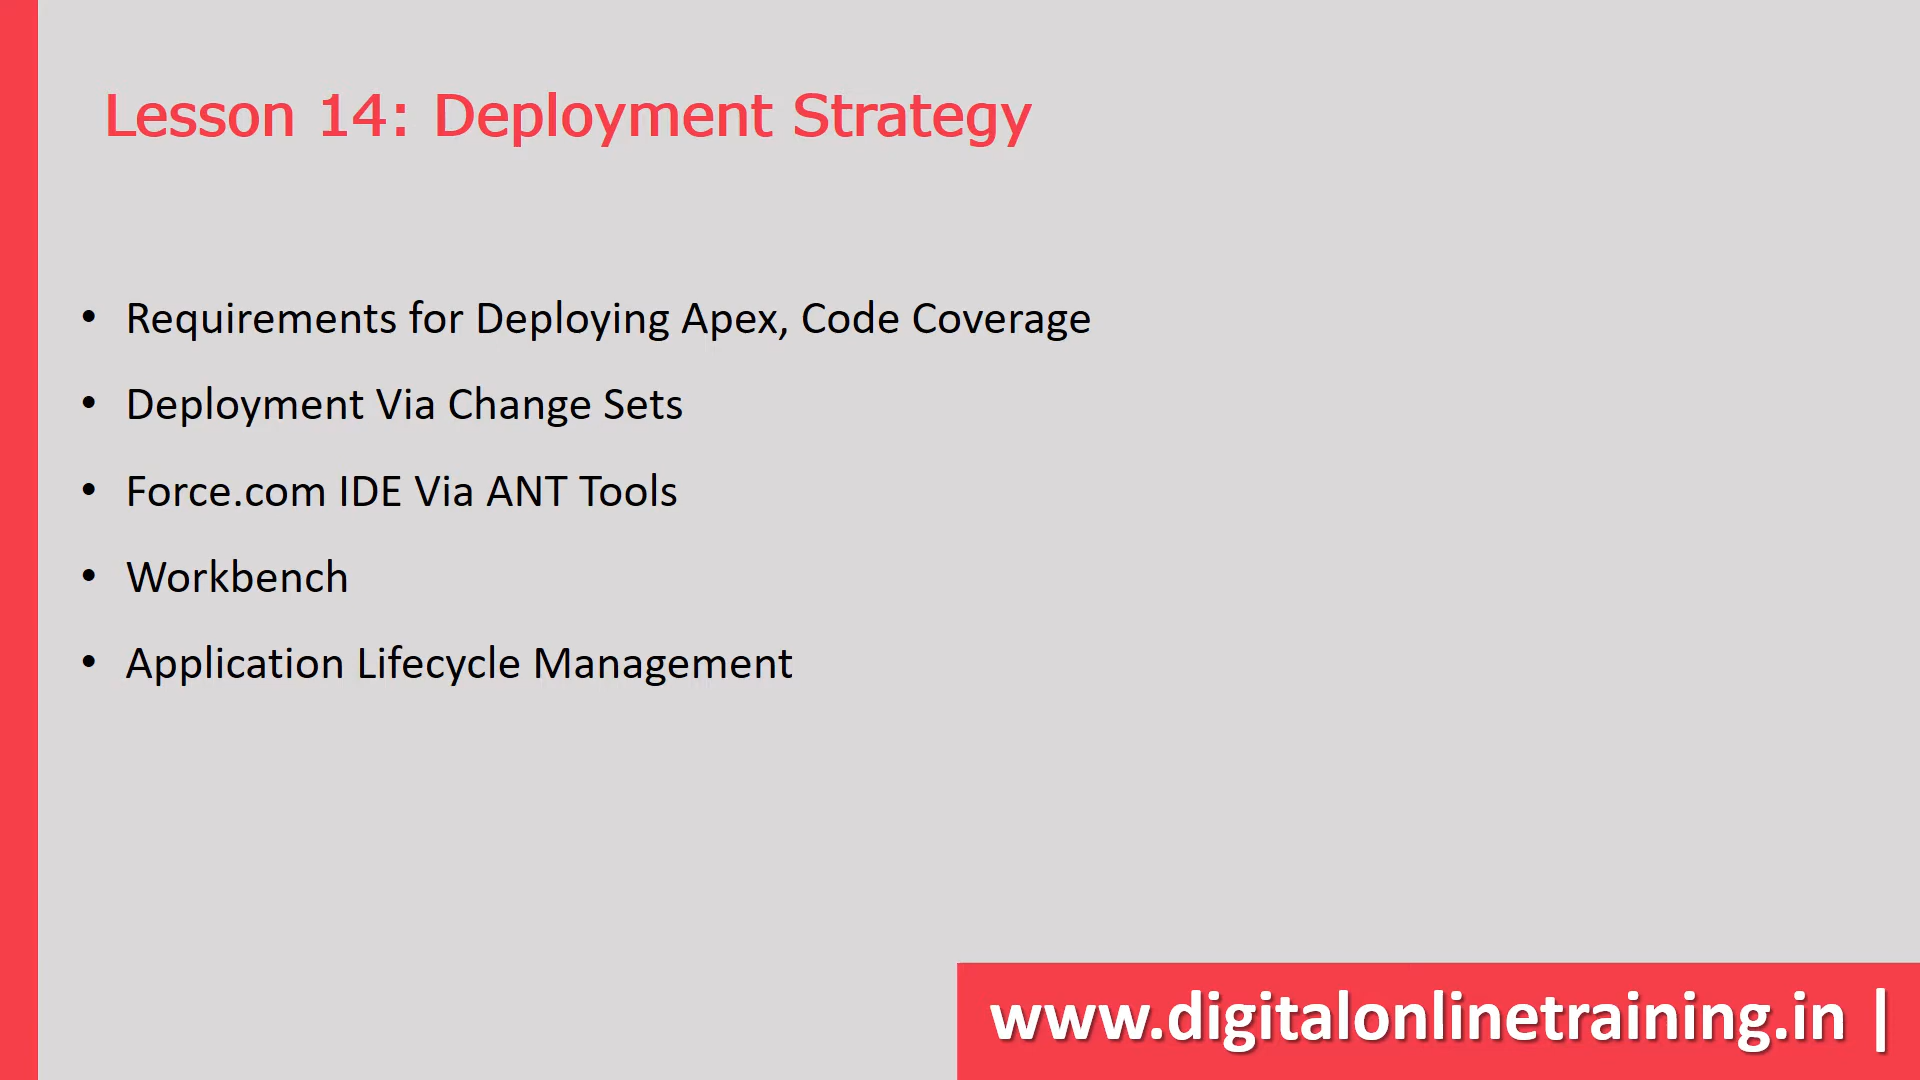 Lesson 14: Deployment Strategy
• Requirements for Deploying Apex, Code Coverage
• Deployment Via Change Sets
• Force.com IDE Via ANT Tools
• Workbench
• Application Lifecycle Management
www.digitalonlinetraining.in |